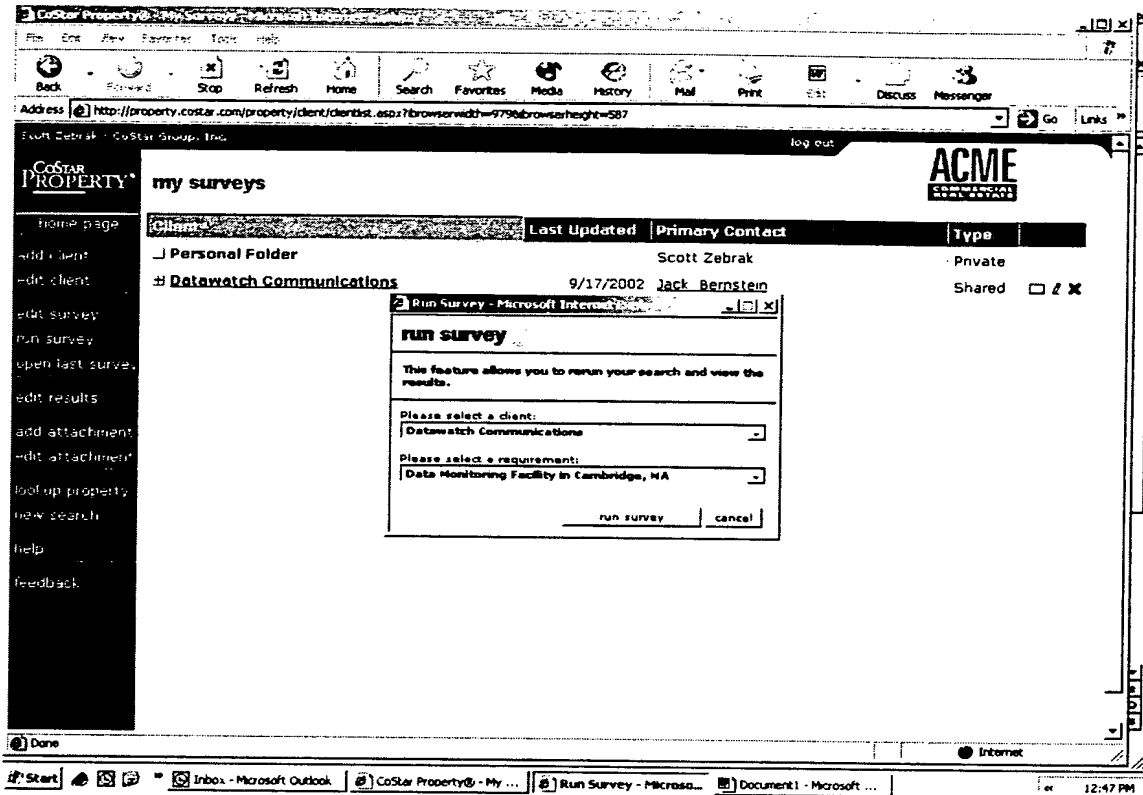 CoStar Property® - My Surveys -
File Edit View Favorites Tools Help
Back Forward Stop Refresh Home Search Favorites Media History Mail Print Edit Discuss Messenger
Address http://property.costar.com/property/client/clientlist.aspx?browserwidth=979&browserheight=587 Go Links »
Scott Zebrak - CoStar Group, Inc. log out
COSTAR PROPERTY® my surveys ACME COMMERCIAL REAL ESTATE
home page
Client Last Updated Primary Contact Type
add client
Personal Folder Scott Zebrak Private
edit client
Datawatch Communications 9/17/2002 Jack Bernstein Shared
edit survey
run survey
open last survey
edit results
add attachment
edit attachment
look up property
new search
help
feedback
Run Survey - Microsoft Internet
run survey
This feature allows you to rerun your search and view the
results.
Please select a client:
Datawatch Communications
Please select a requirement:
Data Monitoring Facility in Cambridge, MA
run survey cancel
Done Internet
Start » Inbox - Microsoft Outlook CoStar Property® - My ... Run Survey - Microso... Document1 - Microsoft ... 12:47 PM